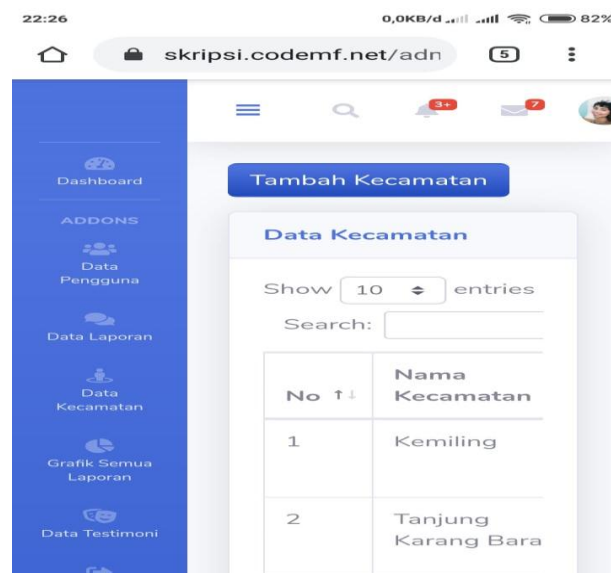 22:26
0,0KB/d
82%
skripsi.codemf.net/adn
5
3+
7
Dashboard
ADDONS
Data
Pengguna
Data Laporan
Data
Kecamatan
Grafik Semua
Laporan
Data Testimoni
Tambah Kecamatan
Data Kecamatan
Show 10 entries
Search:
No
Nama
Kecamatan
1
Kemiling
2
Tanjung
Karang Bara